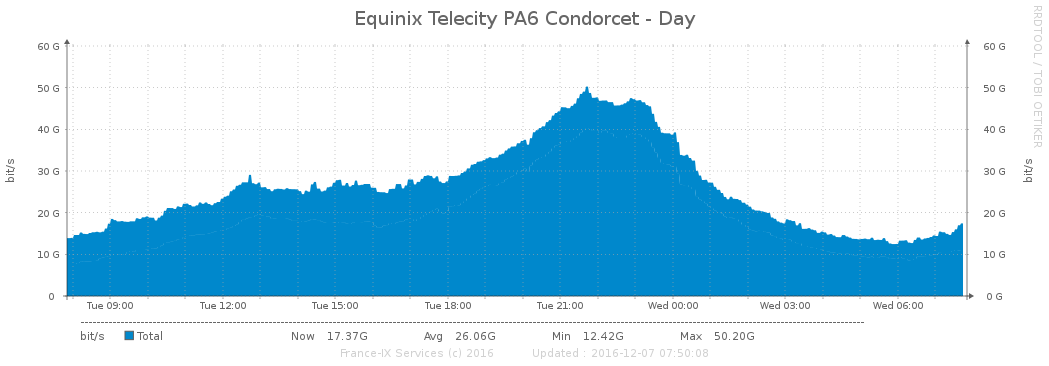 Equinix Telecity PA6 Condorcet - Day
RRDTOOL / TOBI OETIKER
60 G 60 G
50 G 50 G
40 G 40 G
30 G 30 G
20 G 20 G
10 G 10 G
0 0 G
bit/s
bit/s
Tue 09:00 Tue 12:00 Tue 15:00 Tue 18:00 Tue 21:00 Wed 00:00 Wed 03:00 Wed 06:00
bit/s Total Now 17.37G Avg 26.06G Min 12.42G Max 50.20G
France-IX Services (c) 2016 Updated : 2016-12-07 07:50:08